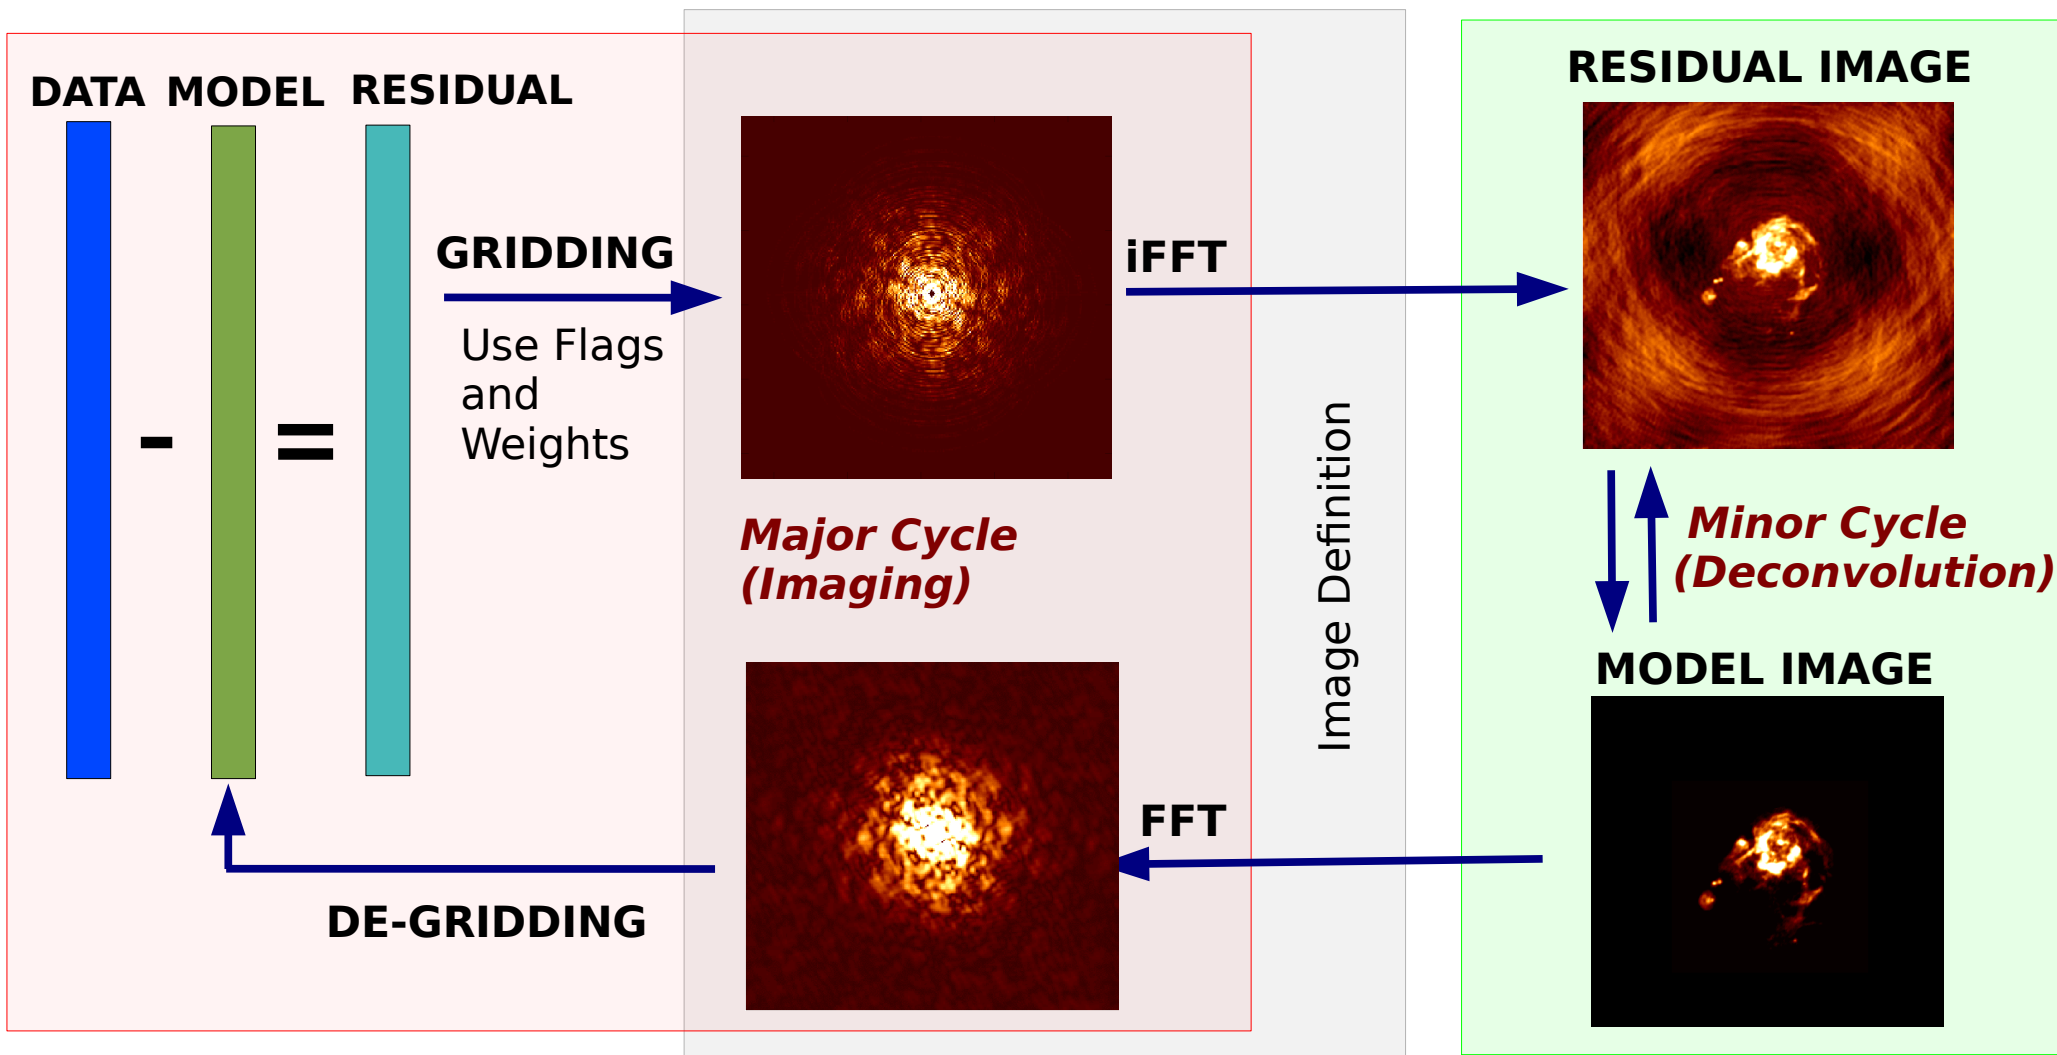 DATA MODEL RESIDUAL
-
=
GRIDDING
Use Flags
and
Weights
iFFT
Major Cycle
(Imaging)
Image Definition
FFT
DE-GRIDDING
RESIDUAL IMAGE
Minor Cycle
(Deconvolution)
MODEL IMAGE